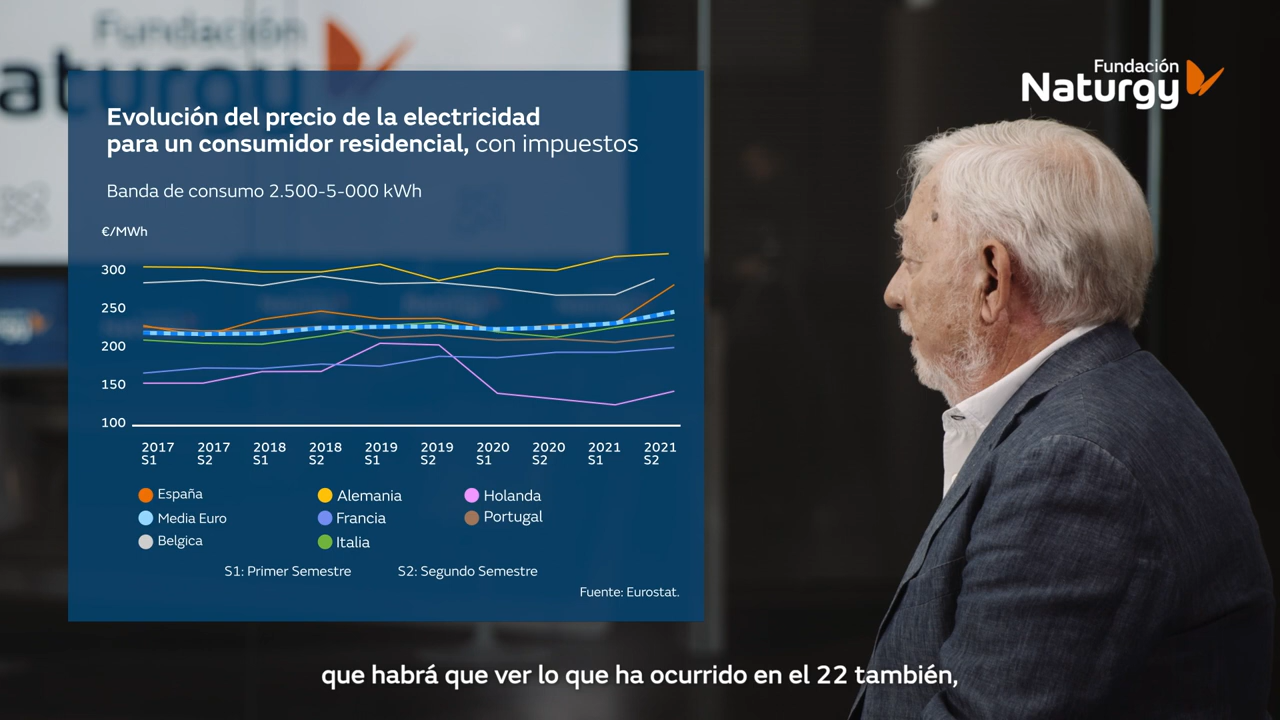 Fundación
Naturgy
Fundación
Naturgy
Evolución del precio de la electricidad
para un consumidor residencial, con impuestos
Banda de consumo 2.500-5-000 kWh
€/MWh
300
250
200
150
100
2017 2017 2018 2018 2019 2019 2020 2020 2021 2021
S1 S2 S1 S2 S1 S2 S1 S2 S1 S2
España Alemania Holanda
Media Euro Francia Portugal
Belgica Italia
S1: Primer Semestre S2: Segundo Semestre
Fuente: Eurostat.
que habrá que ver lo que ha ocurrido en el 22 también,